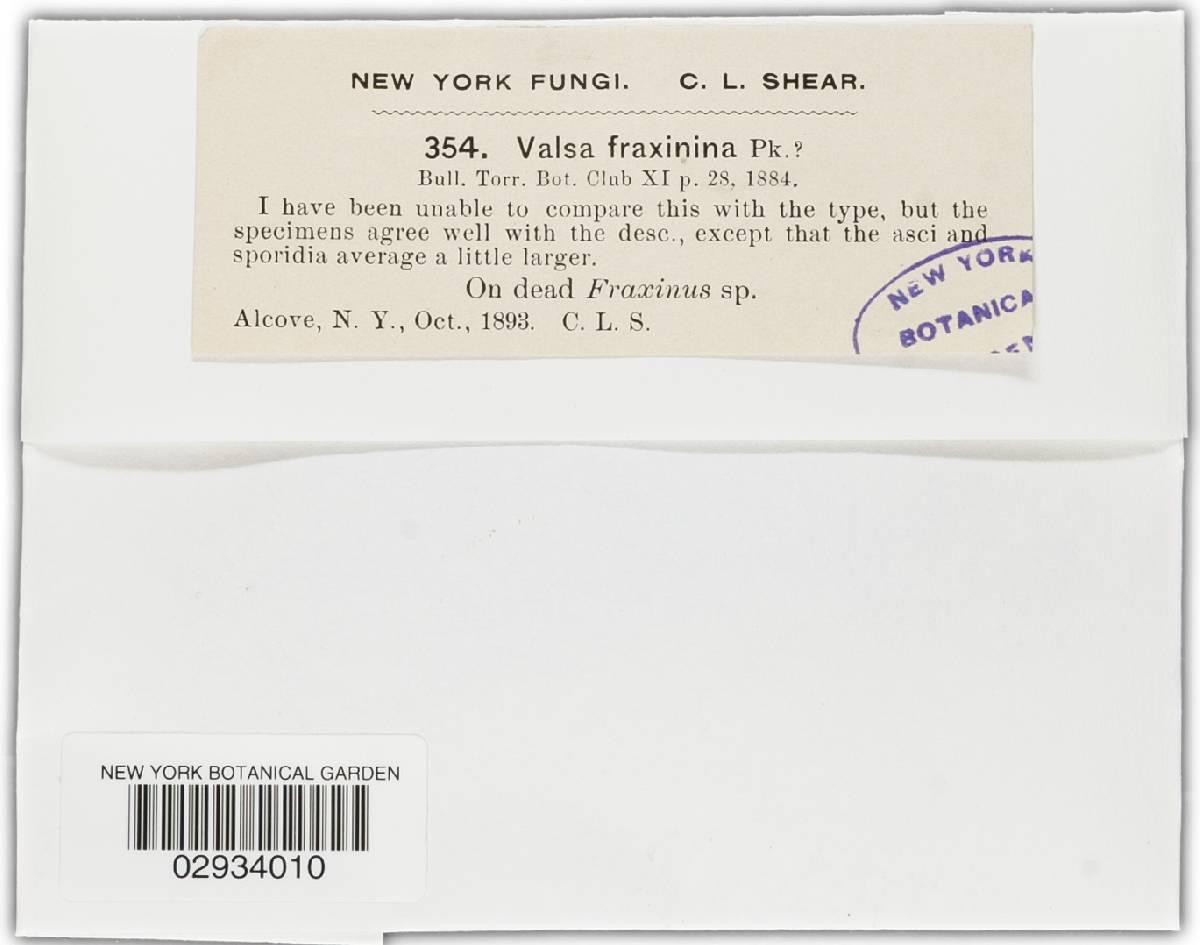 NEW YORK FUNGI. C. L. SHEAR.
354. Valsa fraxinina Pk.?
Bull. Torr. Bot. Club XI p. 28, 1884.
I have been unable to compare this with the type, but the
specimens agree well with the desc., except that the asci and
sporidia average a little larger.
On dead Fraxinus sp.
Alcove, N. Y., Oct., 1893. C. L. S.
NEW YORK
BOTANICA
NEW YORK BOTANICAL GARDEN
02934010